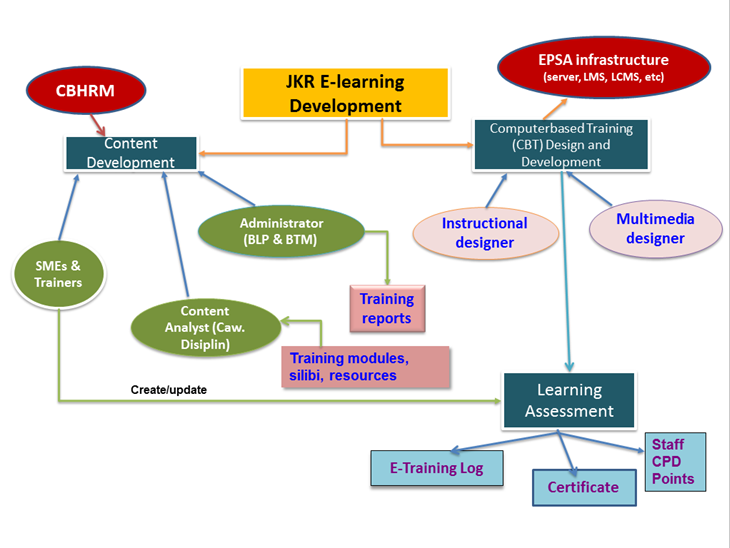 JKR E-learning
Development
EPSA infrastructure
(server, LMS, LCMS, etc)
CBHRM
Content
Development
Computerbased Training
(CBT) Design and
Development
Administrator
(BLP & BTM)
Instructional
designer
Multimedia
designer
SMEs &
Trainers
Training
reports
Content
Analyst (Caw.
Disiplin)
Training modules,
silibi, resources
Create/update
Learning
Assessment
E-Training Log
Certificate
Staff
CPD
Points